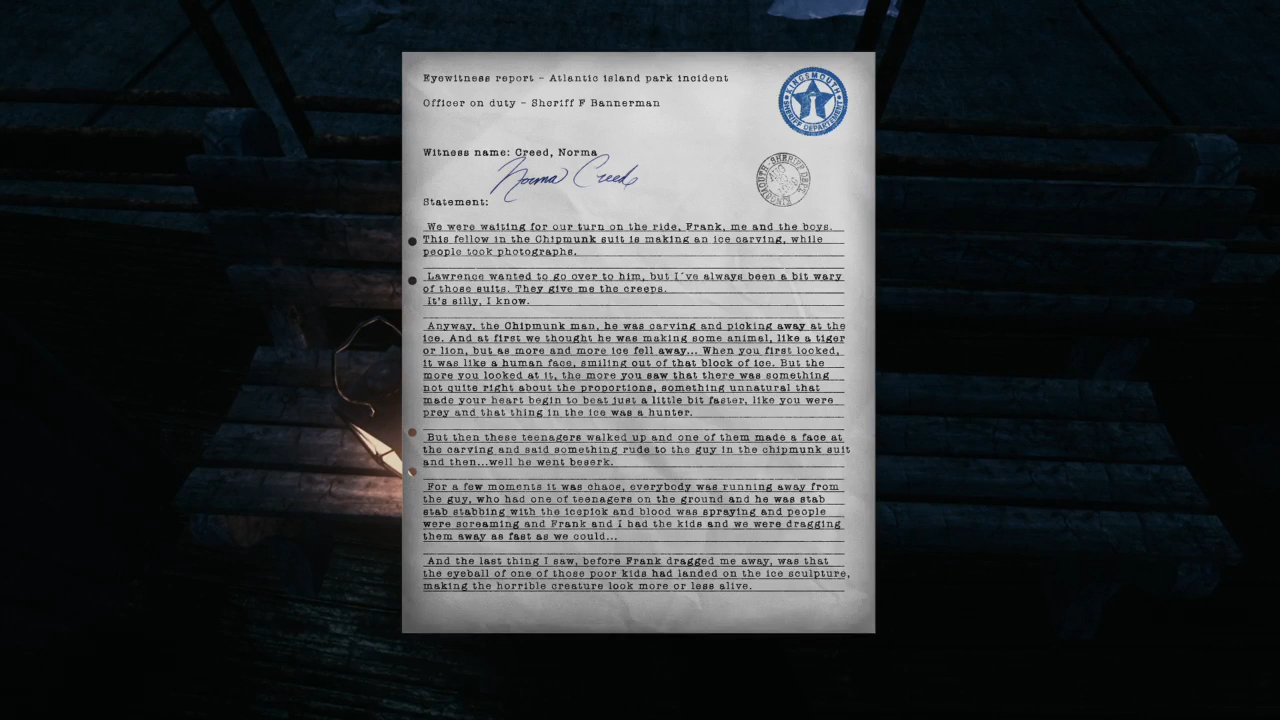 Eyewitness report - Atlantic island park incident
KINGSMOUTH SHERIFF DEPARTEMENT
Officer on duty - Sheriff F Bannerman
Witness name: Creed, Norma
Norma Creed
SHERIFF DEPT.
Statement:
We were waiting for our turn on the ride, Frank, me and the boys.
This fellow in the Chipmunk suit is making an ice carving, while
people took photographs.
Lawrence wanted to go over to him, but I´ve always been a bit wary
of those suits. They give me the creeps.
It's silly, I know.
Anyway, the Chipmunk man, he was carving and picking away at the
ice. And at first we thought he was making some animal, like a tiger
or lion, but as more and more ice fell away... When you first looked,
it was like a human face, smiling out of that block of ice. But the
more you looked at it, the more you saw that there was something
not quite right about the proportions, something unnatural that
made your heart begin to beat just a little bit faster, like you were
prey and that thing in the ice was a hunter.
But then these teenagers walked up and one of them made a face at
the carving and said something rude to the guy in the chipmunk suit
and then...well he went beserk.
For a few moments it was chaos, everybody was running away from
the guy, who had one of teenagers on the ground and he was stab
stab stabbing with the icepick and blood was spraying and people
were screaming and Frank and I had the kids and we were dragging
them away as fast as we could...
And the last thing I saw, before Frank dragged me away, was that
the eyeball of one of those poor kids had landed on the ice sculpture,
making the horrible creature look more or less alive.